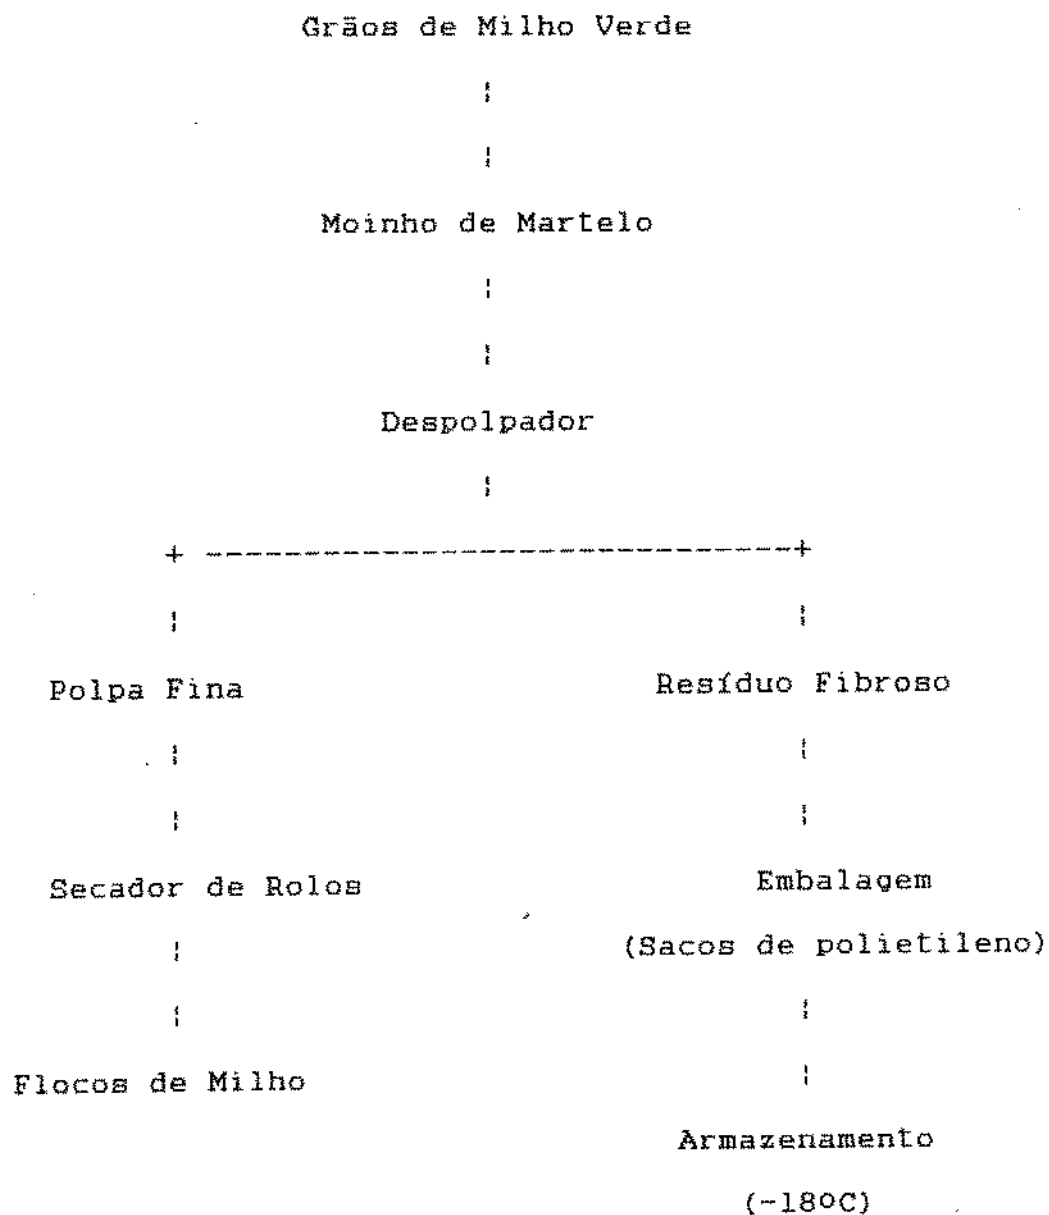 Grãos de Milho Verde
Moinho de Martelo
Despolpador
Polpa Fina
Resíduo Fibroso
Secador de Rolos
Embalagem
(Sacos de polietileno)
Flocos de Milho
Armazenamento
(-18ºC)